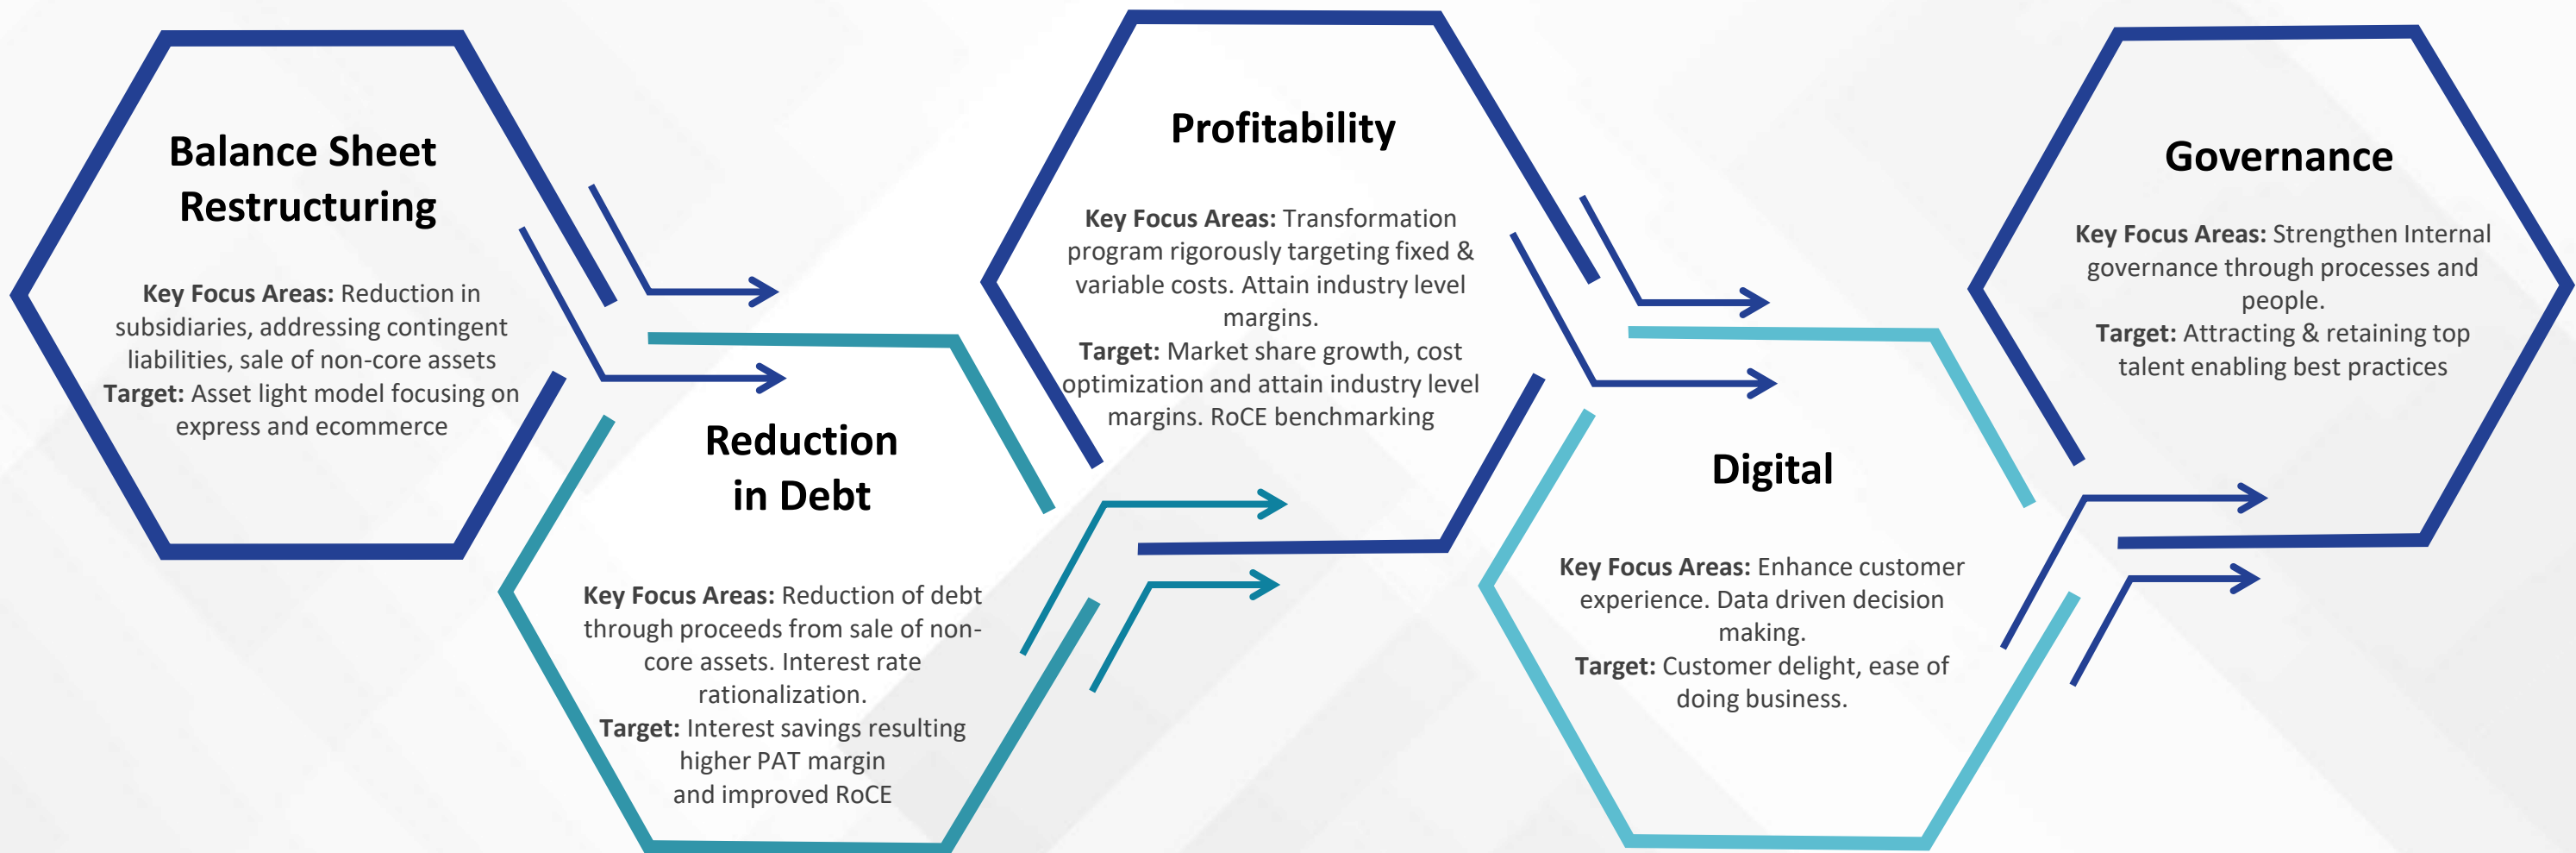 Balance Sheet
Restructuring
Key Focus Areas: Reduction in
subsidiaries, addressing contingent
liabilities, sale of non-core assets
Target: Asset light model focusing on
express and ecommerce
Reduction
in Debt
Key Focus Areas: Reduction of debt
through proceeds from sale of non-
core assets. Interest rate
rationalization.
Target: Interest savings resulting
higher PAT margin
and improved RoCE
Profitability
Key Focus Areas: Transformation
program rigorously targeting fixed &
variable costs. Attain industry level
margins.
Target: Market share growth, cost
optimization and attain industry level
margins. RoCE benchmarking
Digital
Key Focus Areas: Enhance customer
experience. Data driven decision
making.
Target: Customer delight, ease of
doing business.
Governance
Key Focus Areas: Strengthen Internal
governance through processes and
people.
Target: Attracting & retaining top
talent enabling best practices